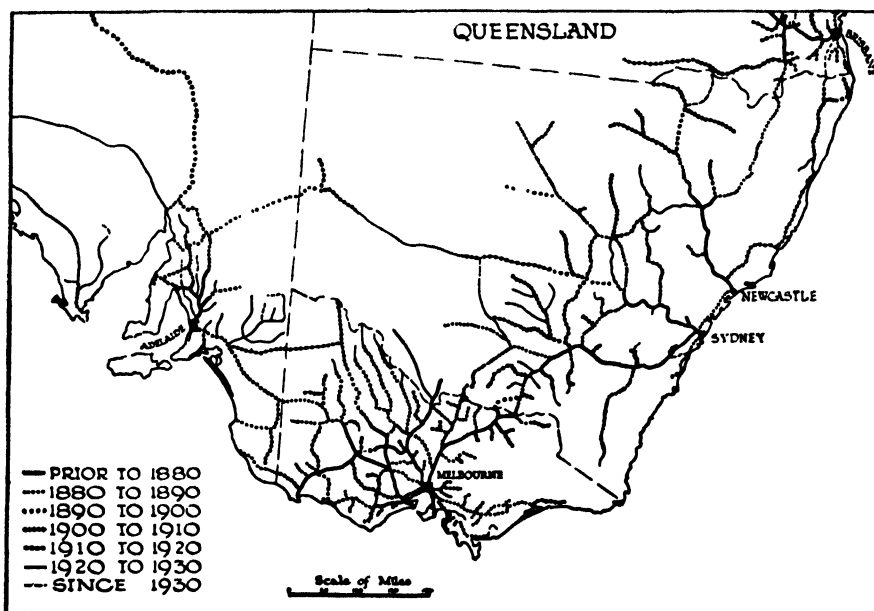 QUEENSLAND
BRISBANE
NEWCASTLE
SYDNEY
ADELAIDE
MELBOURNE
PRIOR TO 1880
1880 TO 1890
1890 TO 1900
1900 TO 1910
1910 TO 1920
1920 TO 1930
SINCE 1930
Scale of Miles